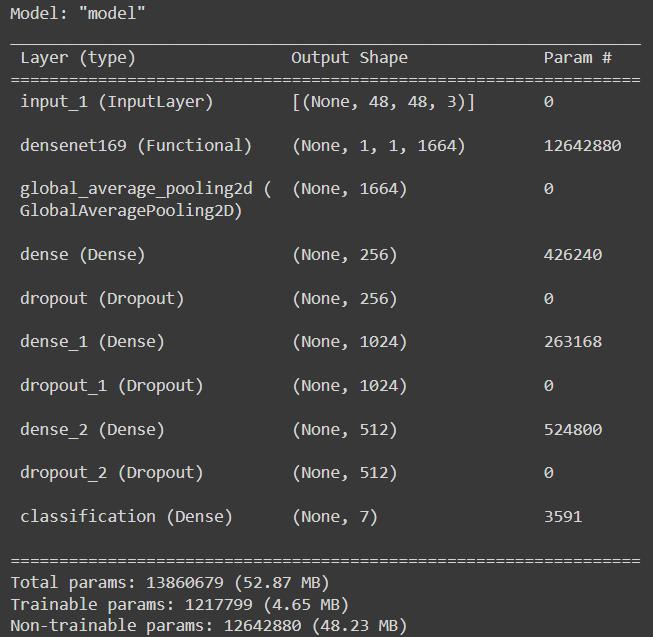 Model: "model"
Layer (type) Output Shape Param #
input_1 (InputLayer) [(None, 48, 48, 3)] 0
densenet169 (Functional) (None, 1, 1, 1664) 12642880
global_average_pooling2d ( (None, 1664) 0
GlobalAveragePooling2D)
dense (Dense) (None, 256) 426240
dropout (Dropout) (None, 256) 0
dense_1 (Dense) (None, 1024) 263168
dropout_1 (Dropout) (None, 1024) 0
dense_2 (Dense) (None, 512) 524800
dropout_2 (Dropout) (None, 512) 0
classification (Dense) (None, 7) 3591
Total params: 13860679 (52.87 MB)
Trainable params: 1217799 (4.65 MB)
Non-trainable params: 12642880 (48.23 MB)